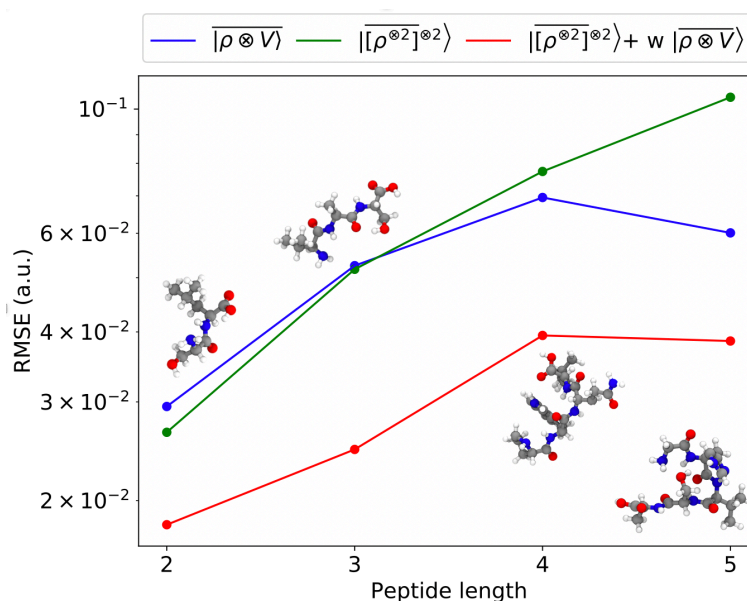 |ρ ⊗ V⟩ |[ρ^{⊗2}]^{⊗2}⟩ |[ρ^{⊗2}]^{⊗2}⟩+ w |ρ ⊗ V⟩
10⁻¹
6 × 10⁻²
4 × 10⁻²
3 × 10⁻²
2 × 10⁻²
RMSE (a.u.)
2 3 4 5
Peptide length